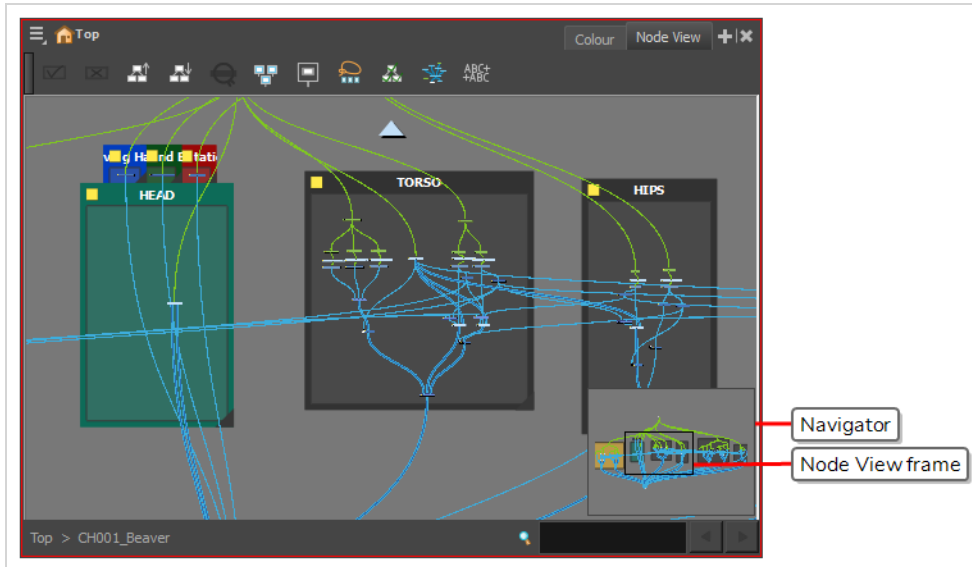 Top
Colour
Node View
ABC+
+ABC
HEAD
TORSO
HIPS
Navigator
Node View frame
Top > CH001_Beaver